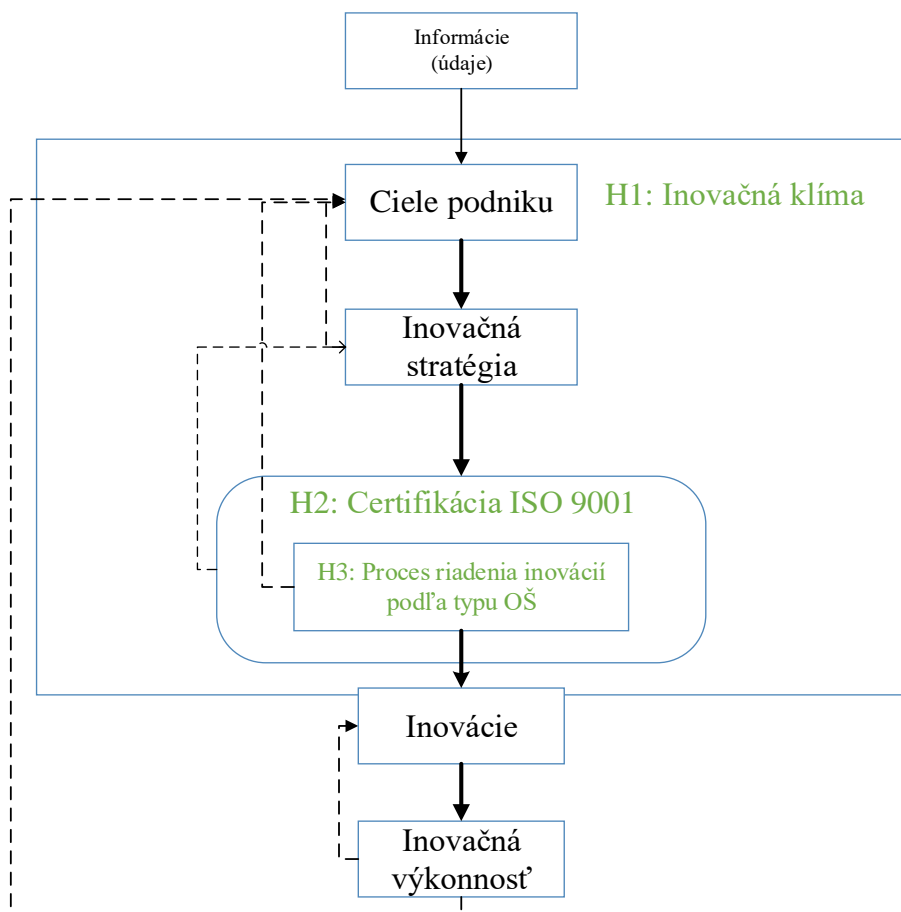 Informácie
(údaje)
Ciele podniku
H1: Inovačná klíma
Inovačná
stratégia
H2: Certifikácia ISO 9001
H3: Proces riadenia inovácií
podľa typu OŠ
Inovácie
Inovačná
výkonnosť